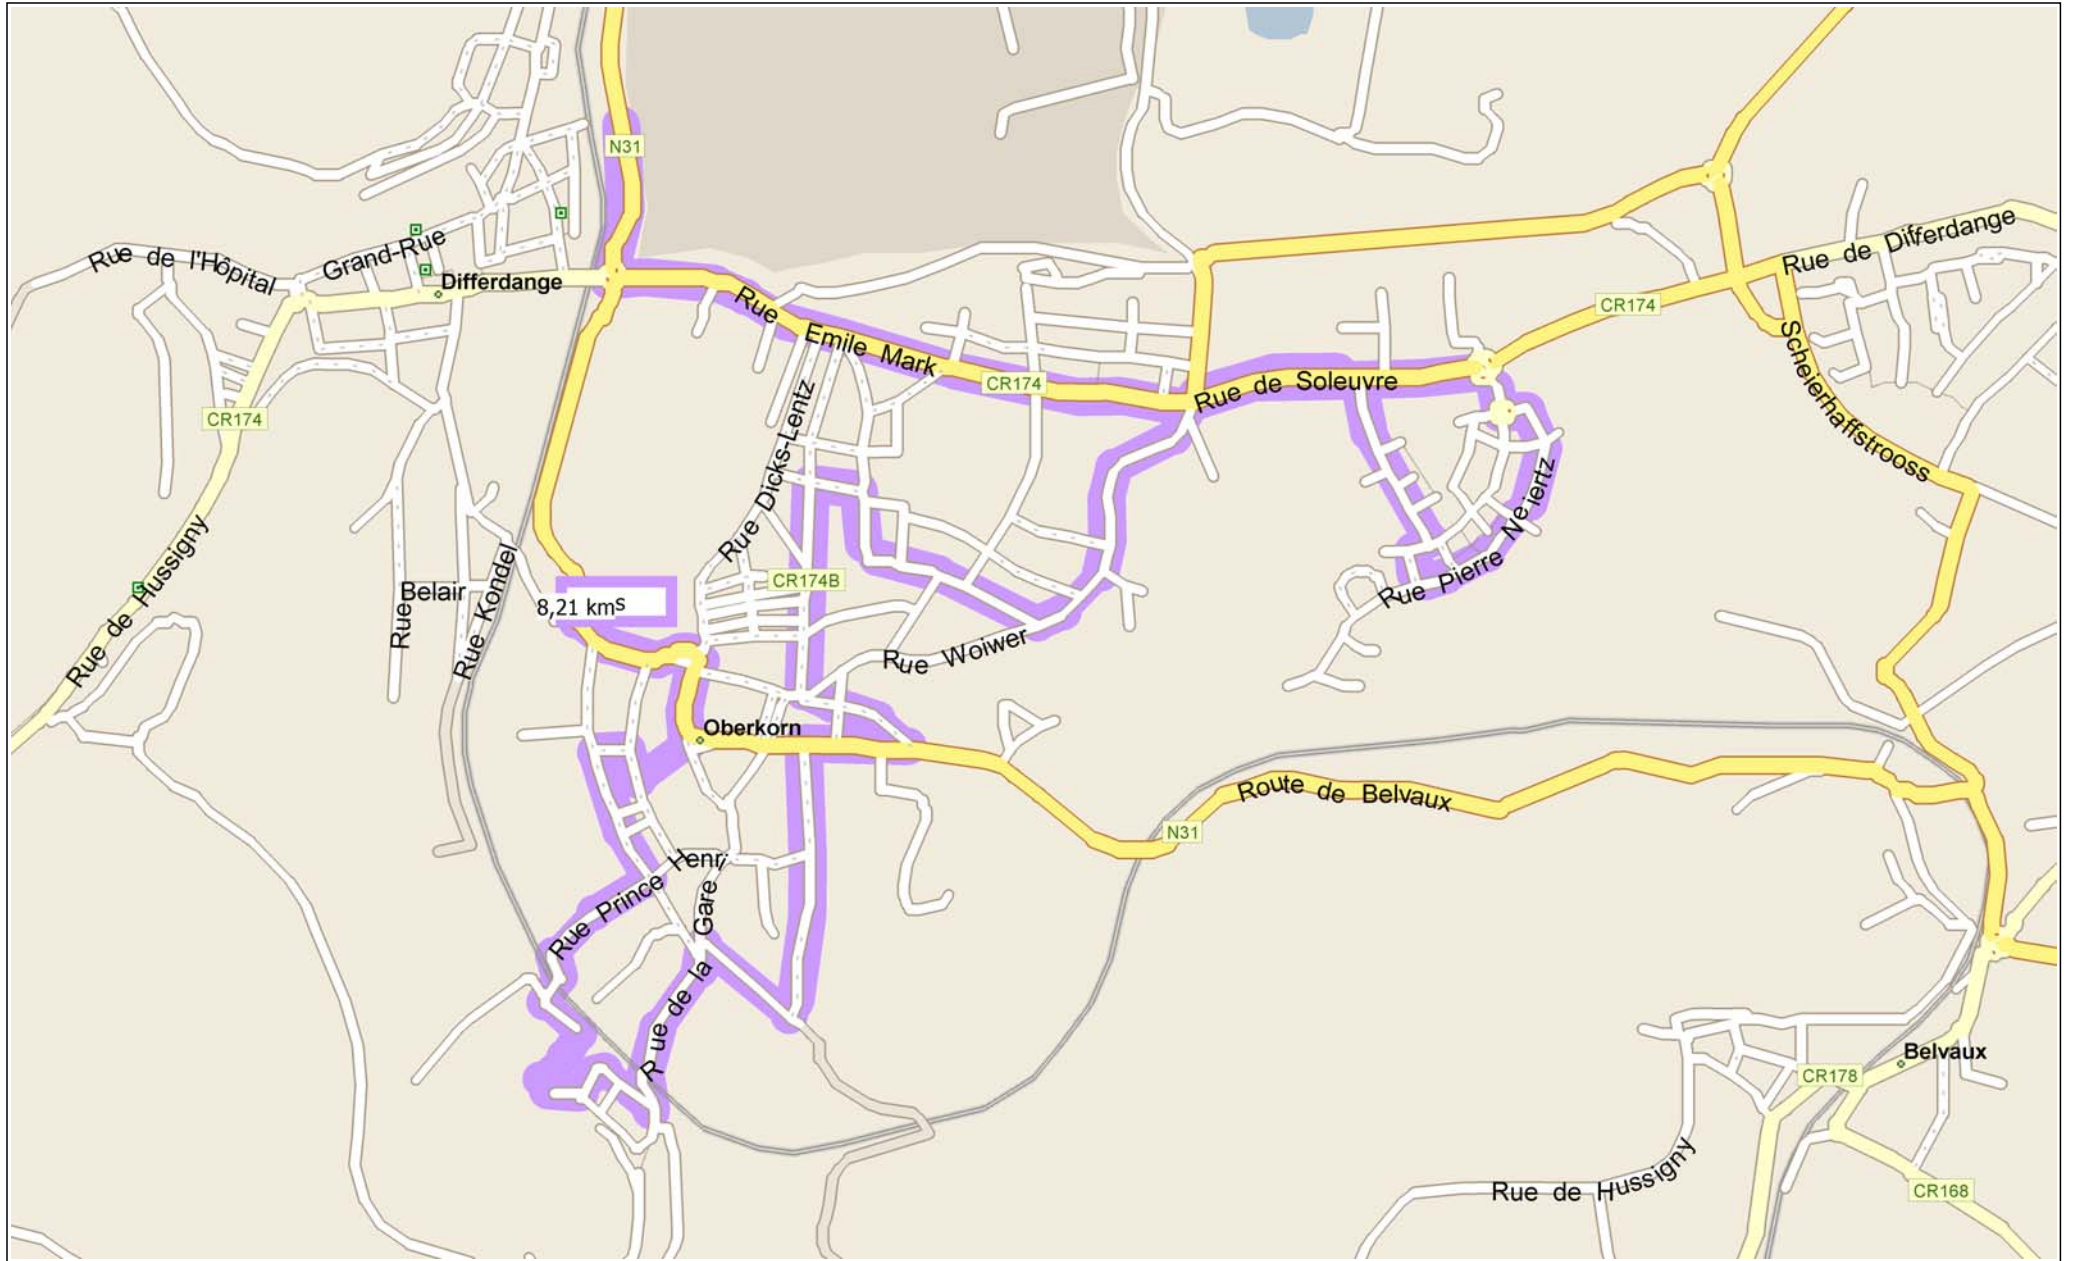 N31
Rue de l'Hôpital
Grand-Rue
Differdange
Rue de Differdange
Rue Emile Mark
CR174
CR174
Rue de Soleuvre
CR174
Scheierhaffstrooss
Rue Dicks-Lentz
Rue Pierre Neiertz
Rue de Hussigny
Rue Belair
Rue Kondel
8,21 kms
CR174B
Rue Woiwer
Oberkorn
Route de Belvaux
N31
Rue Prince Henri
Rue de la Gare
Belvaux
CR178
Rue de Hussigny
CR168